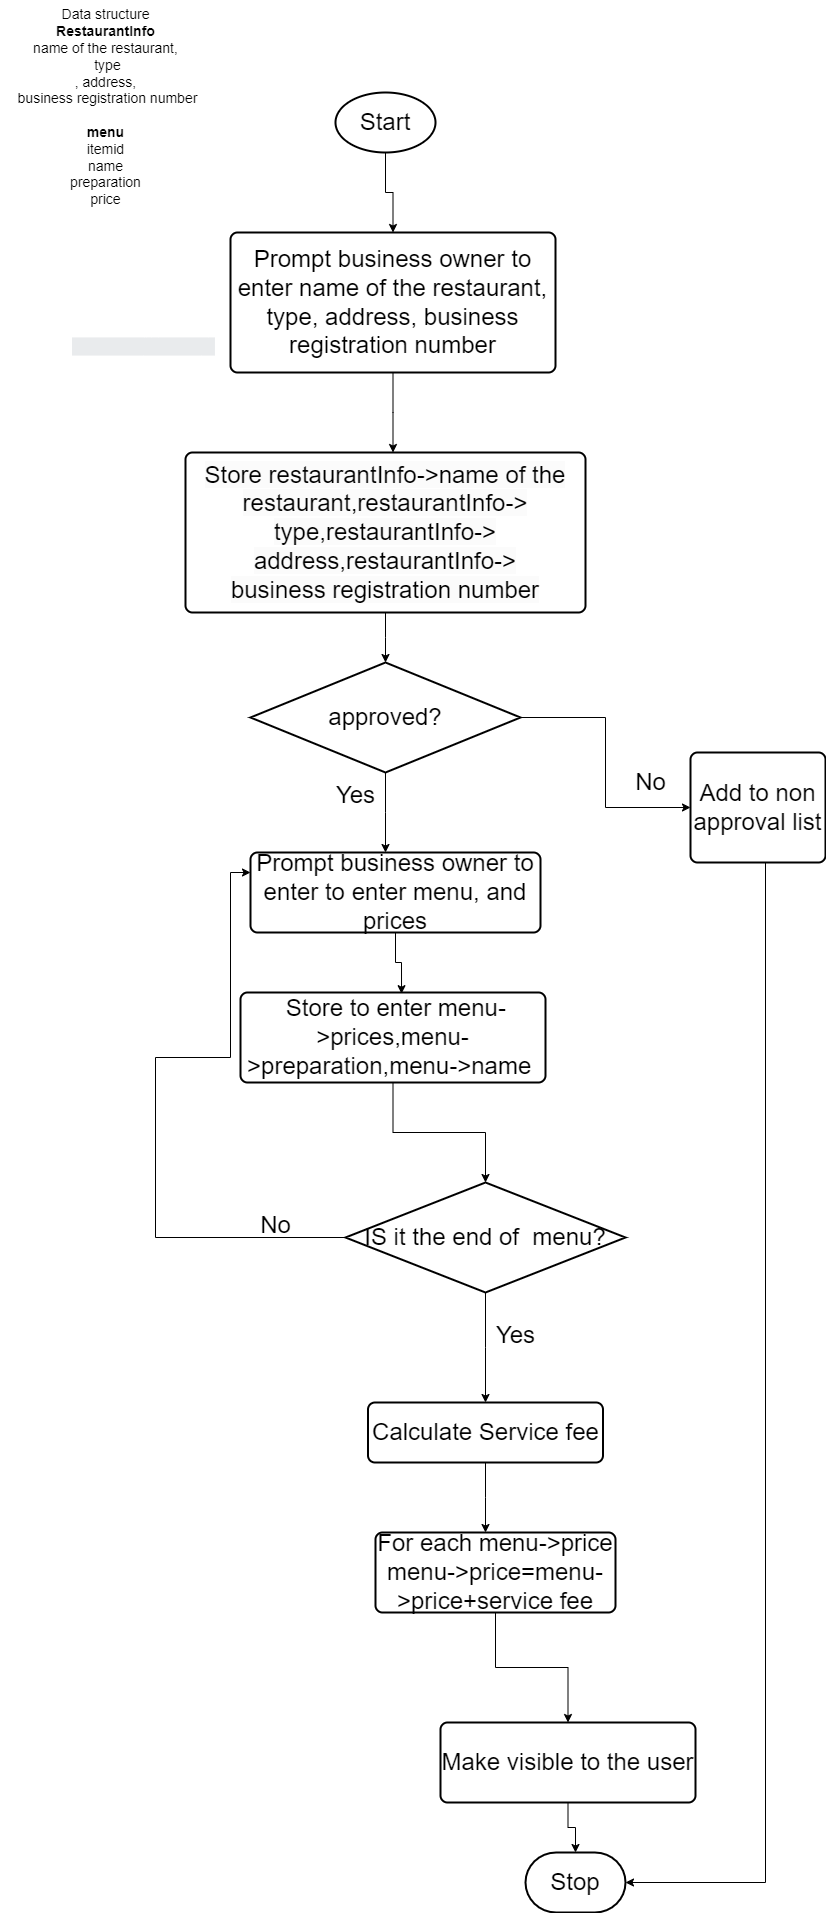 Data structure
RestaurantInfo
name of the restaurant,
type
, address,
business registration number
menu
itemid
name
preparation
price
Start
Prompt business owner to
enter name of the restaurant,
type, address, business
registration number
Store restaurantInfo->name of the
restaurant,restaurantInfo->
type,restaurantInfo->
address,restaurantInfo->
business registration number
approved?
No
Yes
Add to non
approval list
Prompt business owner to
enter to enter menu, and
prices
Store to enter menu-
>prices,menu-
>preparation,menu->name
No
IS it the end of  menu?
Yes
Calculate Service fee
For each menu->price
menu->price=menu-
>price+service fee
Make visible to the user
Stop